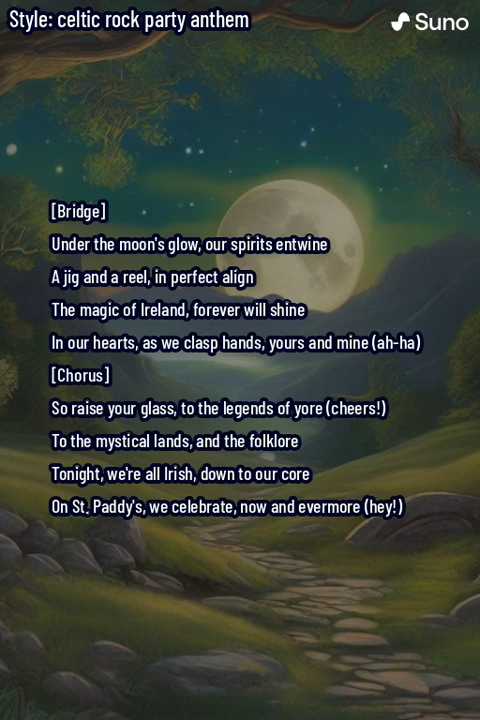 Style: celtic rock party anthem
Suno
[Bridge]
Under the moon's glow, our spirits entwine
A jig and a reel, in perfect align
The magic of Ireland, forever will shine
In our hearts, as we clasp hands, yours and mine (ah-ha)
[Chorus]
So raise your glass, to the legends of yore (cheers!)
To the mystical lands, and the folklore
Tonight, we're all Irish, down to our core
On St. Paddy's, we celebrate, now and evermore (hey!)